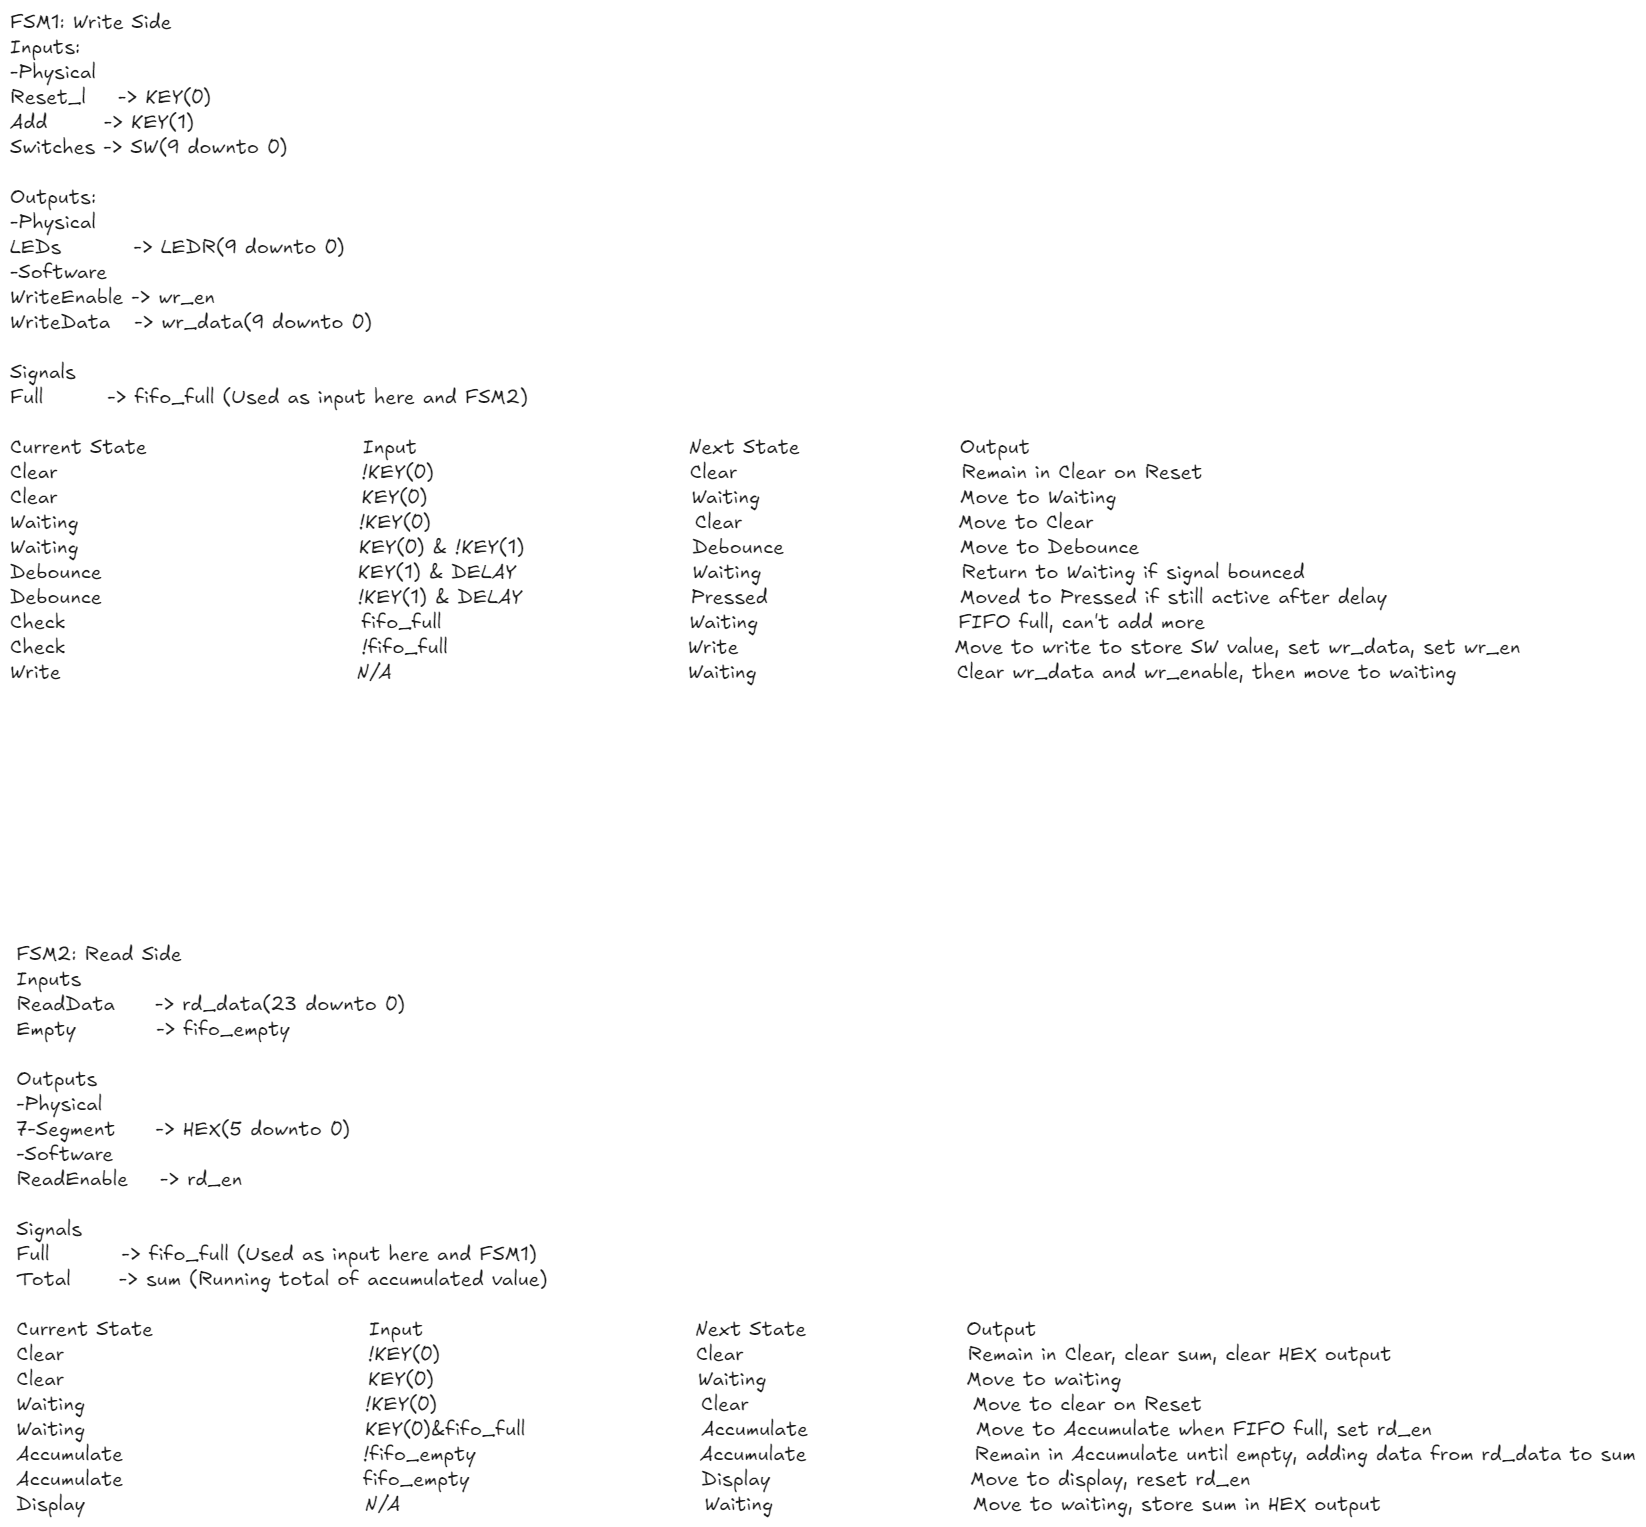 FSM1: Write Side
Inputs:
-Physical
Reset_l -> KEY(0)
Add -> KEY(1)
Switches -> SW(9 downto 0)
Outputs:
-Physical
LEDs -> LEDR(9 downto 0)
-Software
WriteEnable -> wr_en
WriteData -> wr_data(9 downto 0)
Signals
Full -> fifo_full (Used as input here and FSM2)
Current State Input Next State Output
Clear !KEY(0) Clear Remain in Clear on Reset
Clear KEY(0) Waiting Move to Waiting
Waiting !KEY(0) Clear Move to Clear
Waiting KEY(0) & !KEY(1) Debounce Move to Debounce
Debounce KEY(1) & DELAY Waiting Return to Waiting if signal bounced
Debounce !KEY(1) & DELAY Pressed Moved to Pressed if still active after delay
Check fifo_full Waiting FIFO full, can't add more
Check !fifo_full Write Move to write to store SW value, set wr_data, set wr_en
Write N/A Waiting Clear wr_data and wr_enable, then move to waiting
FSM2: Read Side
Inputs
ReadData -> rd_data(23 downto 0)
Empty -> fifo_empty
Outputs
-Physical
7-Segment -> HEX(5 downto 0)
-Software
ReadEnable -> rd_en
Signals
Full -> fifo_full (Used as input here and FSM1)
Total -> sum (Running total of accumulated value)
Current State Input Next State Output
Clear !KEY(0) Clear Remain in Clear, clear sum, clear HEX output
Clear KEY(0) Waiting Move to waiting
Waiting !KEY(0) Clear Move to clear on Reset
Waiting KEY(0)&fifo_full Accumulate Move to Accumulate when FIFO full, set rd_en
Accumulate !fifo_empty Accumulate Remain in Accumulate until empty, adding data from rd_data to sum
Accumulate fifo_empty Display Move to display, reset rd_en
Display N/A Waiting Move to waiting, store sum in HEX output